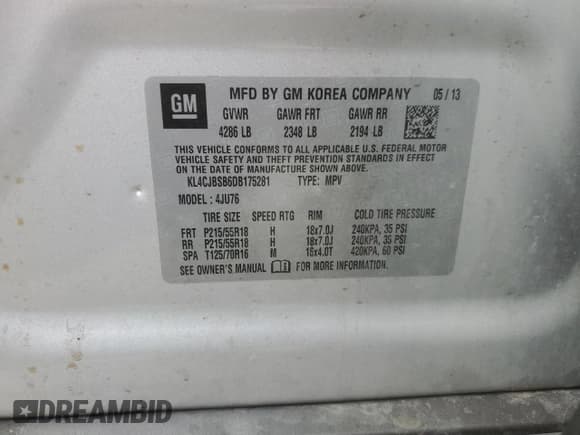 GM
MFD BY GM KOREA COMPANY 05 / 13
GVWR GAWR FRT GAWR RR
4286 LB 2348 LB 2194 LB
THIS VEHICLE CONFORMS TO ALL APPLICABLE U.S. FEDERAL MOTOR
VEHICLE SAFETY AND THEFT PREVENTION STANDARDS IN EFFECT
ON THE DATE OF MANUFACTURE SHOWN ABOVE.
KL4CJBSB6DB175281 TYPE: MPV
MODEL : 4JU76
TIRE SIZE SPEED RTG RIM COLD TIRE PRESSURE
FRT P215/55R18 H 18x7.0J 240KPA, 35 PSI
RR P215/55R18 H 18x7.0J 240KPA, 35 PSI
SPA T125/70R16 M 16x4.0T 420KPA, 60 PSI
SEE OWNER'S MANUAL FOR MORE INFORMATION.
DREAMBID